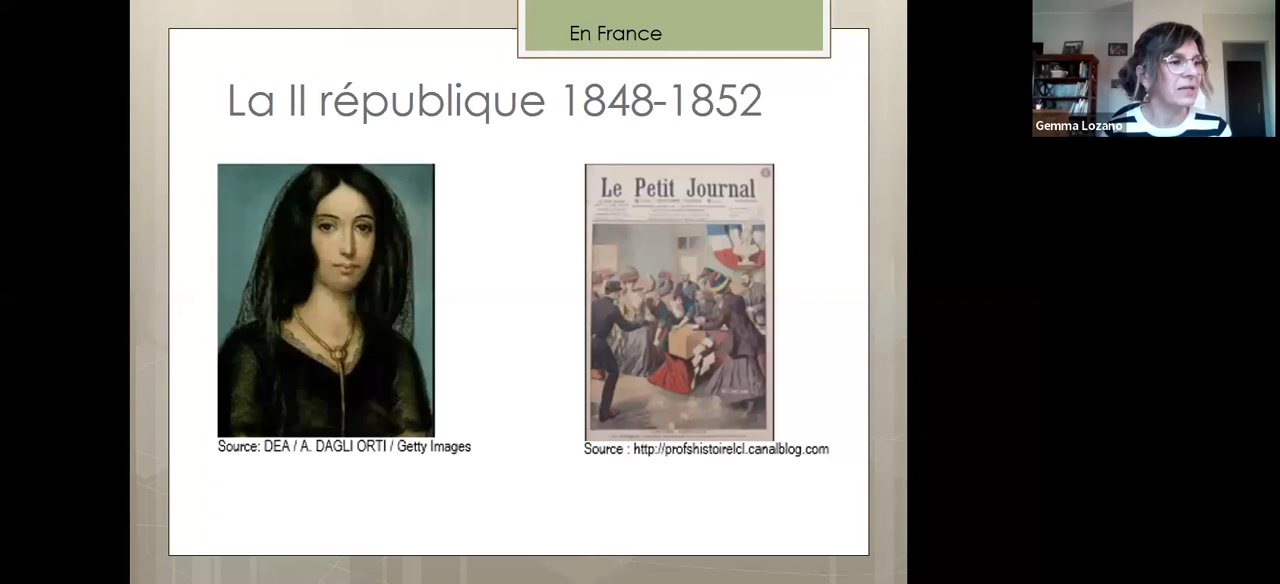 En France
La II république 1848-1852
Le Petit Journal
Source: DEA / A. DAGLI ORTI / Getty Images
Source : http://profshistoirelcl.canalblog.com
Gemma Lozano